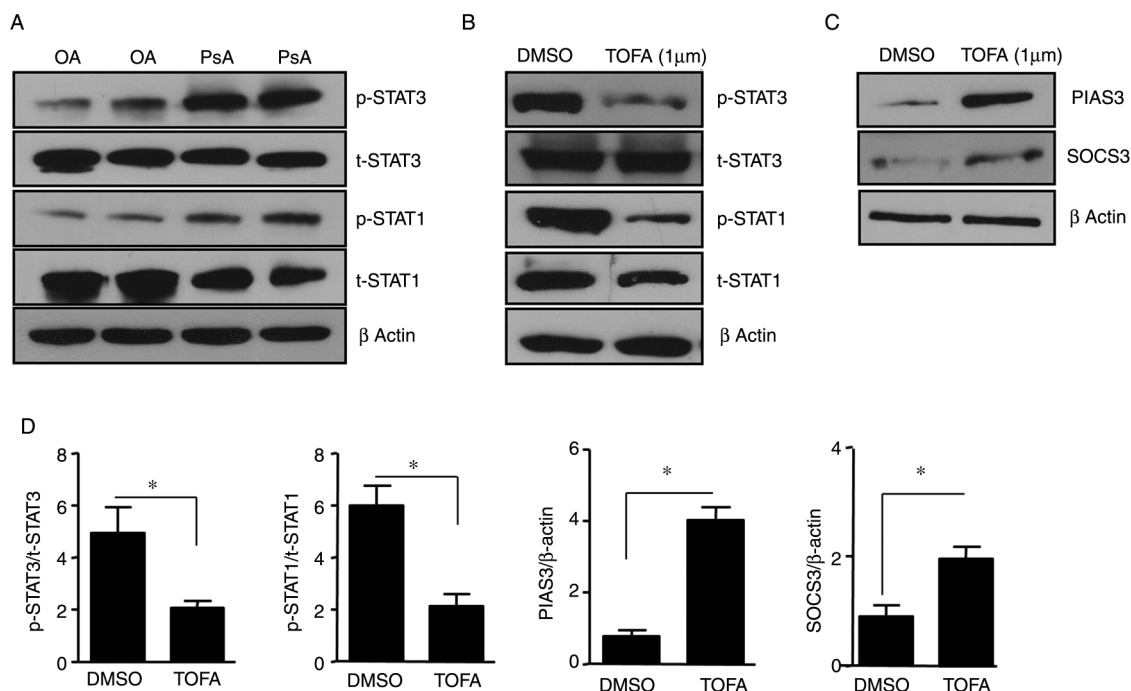 A
OA OA PsA PsA
p-STAT3
t-STAT3
p-STAT1
t-STAT1
β Actin
B
DMSO TOFA (1μm)
p-STAT3
t-STAT3
p-STAT1
t-STAT1
β Actin
C
DMSO TOFA (1μm)
PIAS3
SOCS3
β Actin
D
p-STAT3/t-STAT3
8
6
4
2
0
*
DMSO TOFA
p-STAT1/t-STAT1
8
6
4
2
0
*
DMSO TOFA
PIAS3/β-actin
6
4
2
0
*
DMSO TOFA
SOCS3/β-actin
4
2
0
*
DMSO TOFA